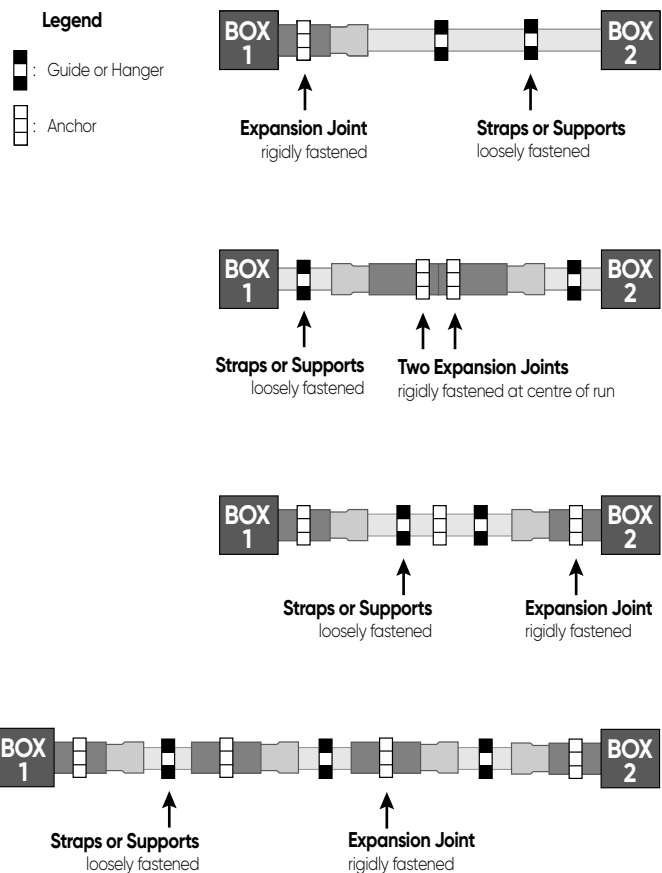 Legend
: Guide or Hanger
: Anchor
BOX
1
BOX
2
Expansion Joint
rigidly fastened
Straps or Supports
loosely fastened
BOX
1
BOX
2
Straps or Supports
loosely fastened
Two Expansion Joints
rigidly fastened at centre of run
BOX
1
BOX
2
Straps or Supports
loosely fastened
Expansion Joint
rigidly fastened
BOX
1
BOX
2
Straps or Supports
loosely fastened
Expansion Joint
rigidly fastened